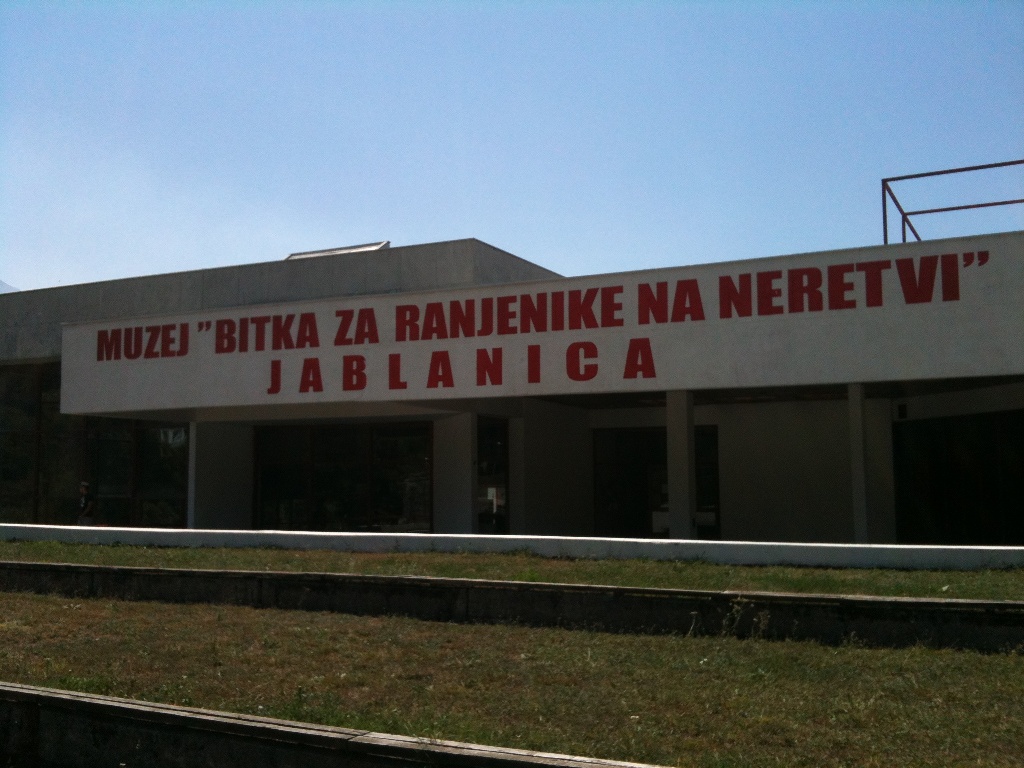 MUZEJ "BITKA ZA RANJENIKE NA NERETVI"
JABLANICA